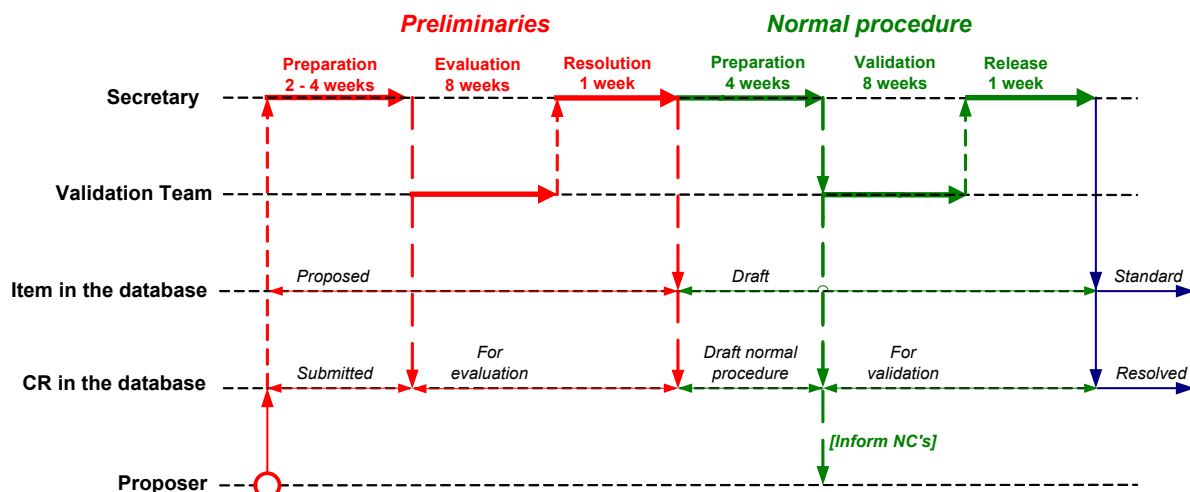 Preliminaries
Normal procedure
Preparation
2 - 4 weeks
Evaluation
8 weeks
Resolution
1 week
Preparation
4 weeks
Validation
8 weeks
Release
1 week
Secretary
Validation Team
Item in the database
Proposed
Draft
Standard
CR in the database
Submitted
For
evaluation
Draft normal
procedure
For
validation
Resolved
[Inform NC's]
Proposer